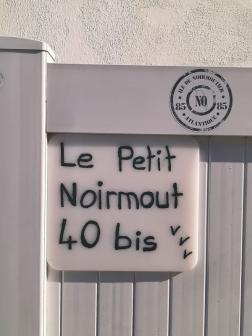 ILE DE NOIRMOUTIER
85 NO 85
ATLANTIQUE
Le Petit
Noirmout
40 bis